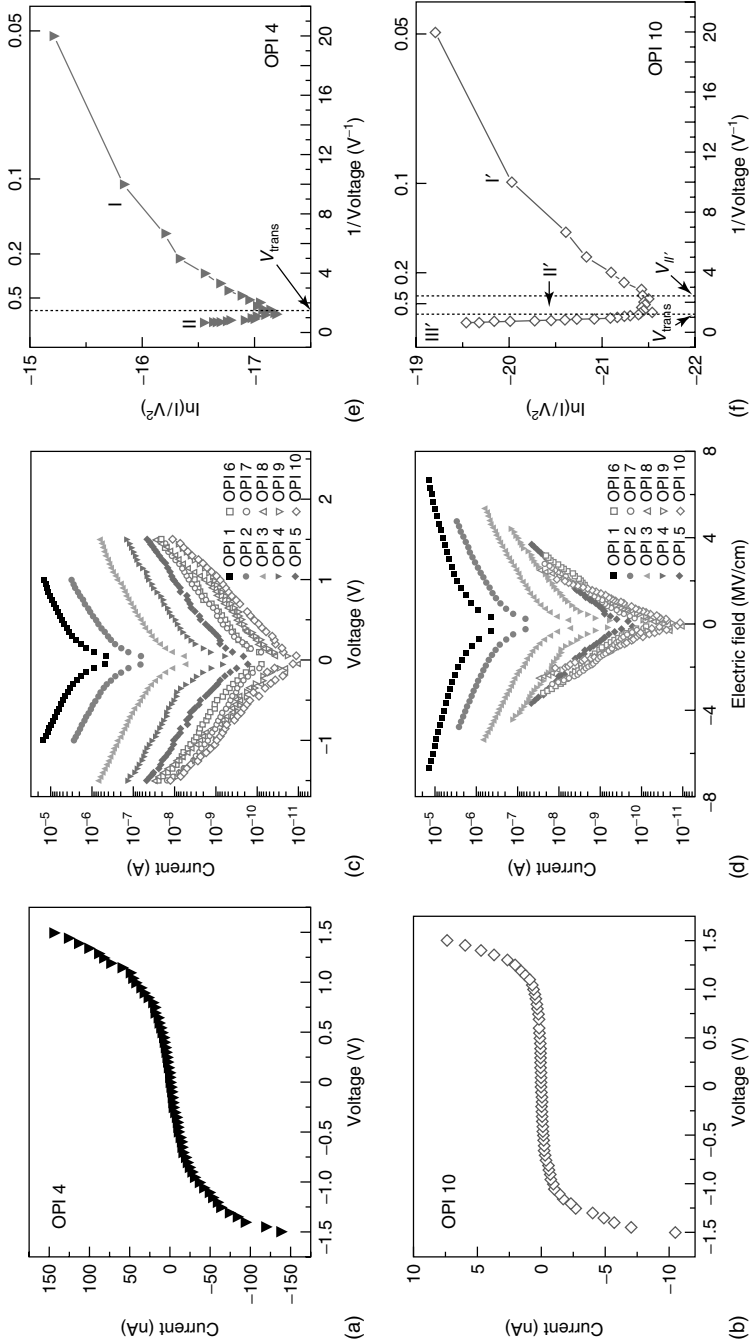 OPI 4
Current (nA)
150
100
50
0
−50
−100
−150
−1.5
−1.0
−0.5
0
0.5
1.0
1.5
Voltage (V)
(a)
OPI 10
Current (nA)
10
5
0
−5
−10
−1.5
−1.0
−0.5
0
0.5
1.0
1.5
Voltage (V)
(b)
Current (A)
10−5
10−6
10−7
10−8
10−9
10−10
10−11
OPI 1 OPI 6
OPI 2 OPI 7
OPI 3 OPI 8
OPI 4 OPI 9
OPI 5 OPI 10
−1
0
1
2
Voltage (V)
(c)
Current (A)
10−5
10−6
10−7
10−8
10−9
10−10
10−11
OPI 1 OPI 6
OPI 2 OPI 7
OPI 3 OPI 8
OPI 4 OPI 9
OPI 5 OPI 10
−8
−4
0
4
8
Electric field (MV/cm)
(d)
0.5
0.2
0.1
0.05
−15
−16
−17
ln(I/V2)
OPI 4
I
II
Vtrans
0
4
8
12
16
20
1/Voltage (V−1)
(e)
0.5
0.2
0.1
0.05
−19
−20
−21
−22
ln(I/V2)
OPI 10
I′
II′
III′
Vtrans
VII′
0
4
8
12
16
20
1/Voltage (V−1)
(f)